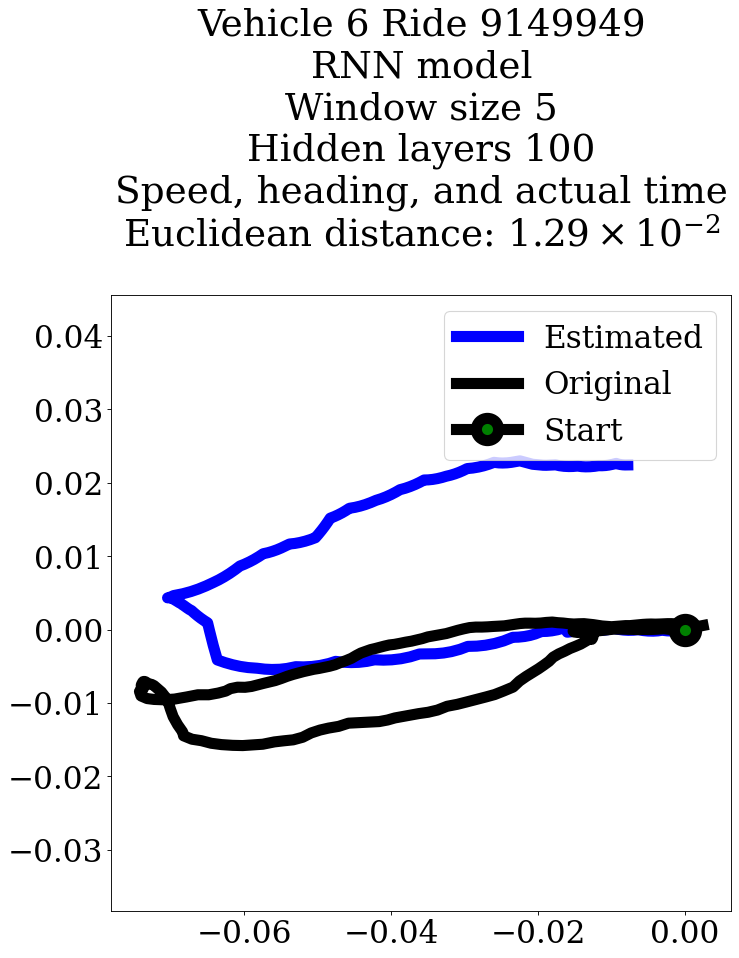 Vehicle 6 Ride 9149949
RNN model
Window size 5
Hidden layers 100
Speed, heading, and actual time
Euclidean distance: 1.29 × 10⁻²
Estimated
Original
Start
0.04
0.03
0.02
0.01
0.00
−0.01
−0.02
−0.03
−0.06 −0.04 −0.02 0.00